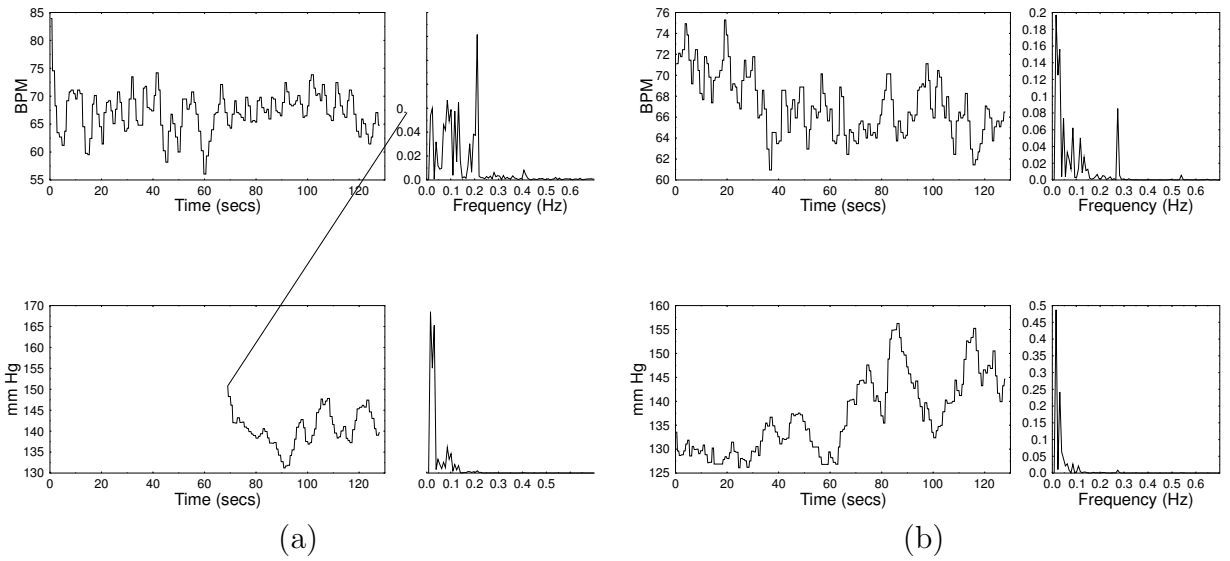 85
80
75
70
65
60
55
BPM
0 20 40 60 80 100 120
Time (secs)
0.
0.04
0.02
0.0
0.0 0.1 0.2 0.3 0.4 0.5 0.6
Frequency (Hz)
76
74
72
70
68
66
64
62
60
BPM
0 20 40 60 80 100 120
Time (secs)
0.2
0.18
0.16
0.14
0.12
0.10
0.08
0.06
0.04
0.02
0.0
0.0 0.1 0.2 0.3 0.4 0.5 0.6
Frequency (Hz)
170
165
160
155
150
145
140
135
130
mm Hg
0 20 40 60 80 100 120
Time (secs)
0.0 0.1 0.2 0.3 0.4 0.5
160
155
150
145
140
135
130
125
mm Hg
0 20 40 60 80 100 120
Time (secs)
0.5
0.45
0.4
0.35
0.3
0.25
0.2
0.15
0.1
0.05
0.0
0.0 0.1 0.2 0.3 0.4 0.5 0.6
Frequency (Hz)
(a)
(b)